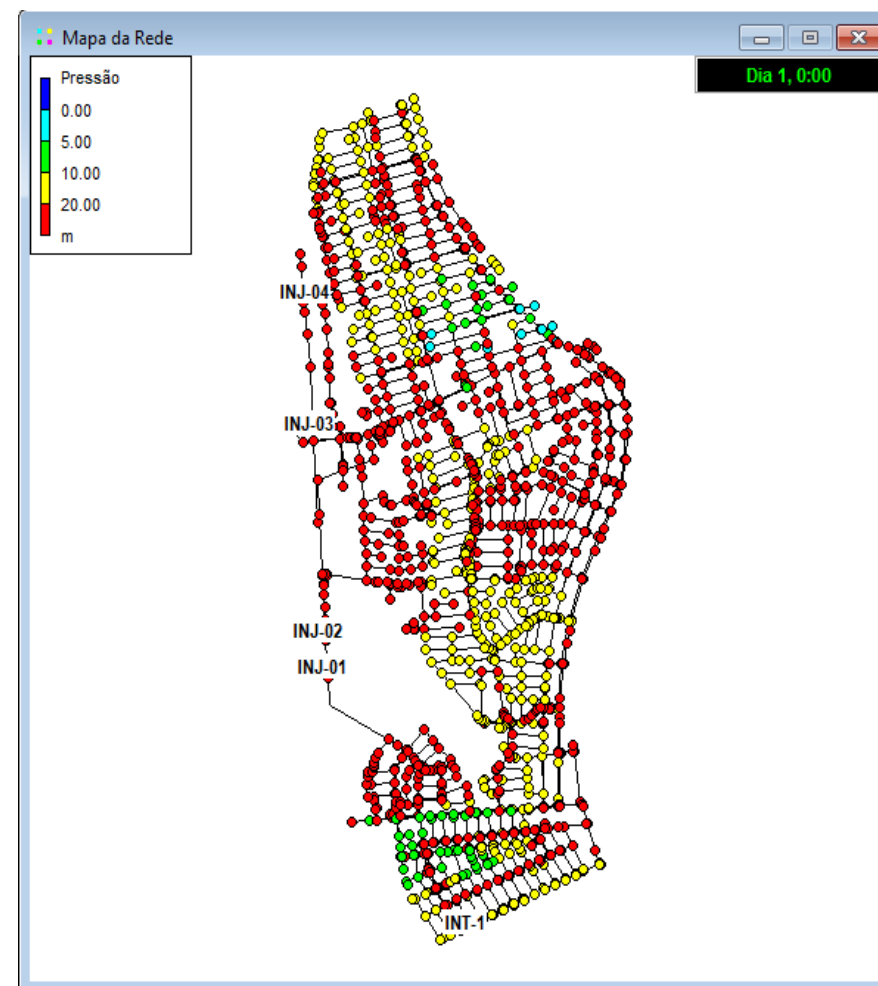 Mapa da Rede
Dia 1, 0:00
Pressão
0.00
5.00
10.00
20.00
m
INJ-04
INJ-03
INJ-02
INJ-01
INT-1